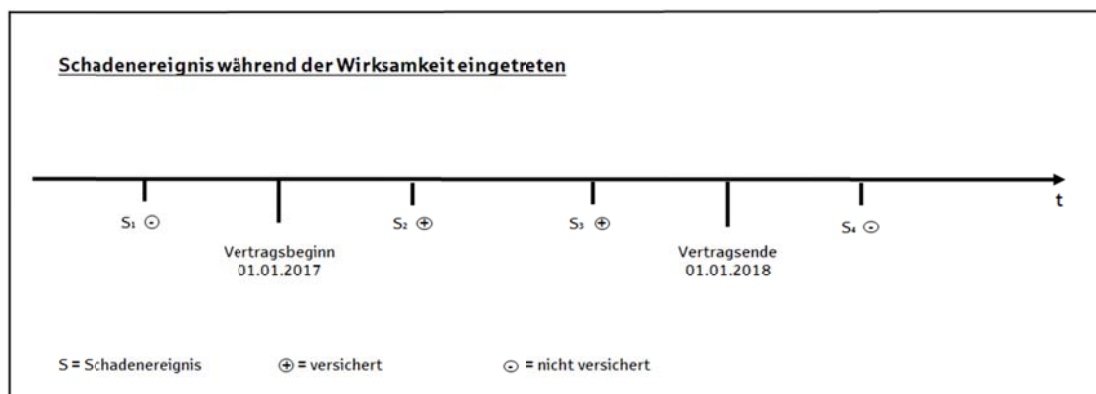 Schadenereignis während der Wirksamkeit eingetreten
t
S₁ ⊖ S₂ ⊕ S₃ ⊕ S₄ ⊖
Vertragsbeginn
01.01.2017
Vertragsende
01.01.2018
S = Schadenereignis ⊕ = versichert ⊖ = nicht versichert